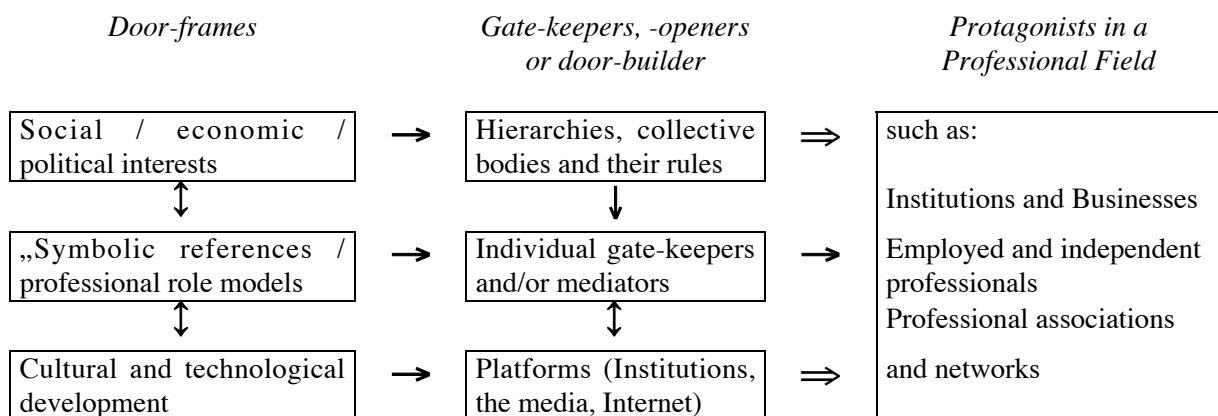 Door-frames
Gate-keepers, -openers
or door-builder
Protagonists in a
Professional Field
Social / economic /
political interests
Hierarchies, collective
bodies and their rules
such as:
Institutions and Businesses
„Symbolic references /
professional role models
Individual gate-keepers
and/or mediators
Employed and independent
professionals
Professional associations
Cultural and technological
development
Platforms (Institutions,
the media, Internet)
and networks